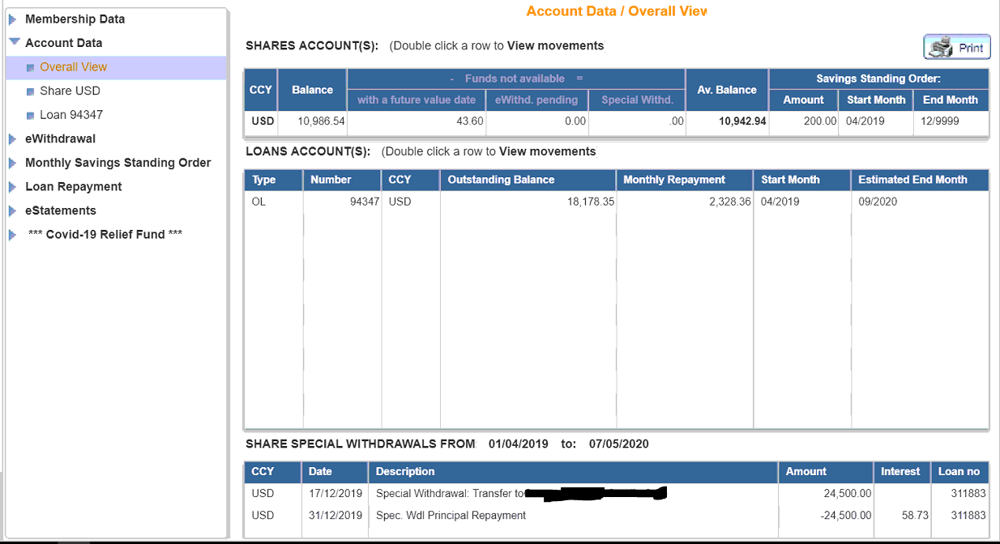 Account Data / Overall View
Membership Data
Account Data
Overall View
Share USD
Loan 94347
eWithdrawal
Monthly Savings Standing Order
Loan Repayment
eStatements
*** Covid-19 Relief Fund ***
SHARES ACCOUNT(S): (Double click a row to View movements
Print
CCY Balance - Funds not available = Av. Balance Savings Standing Order:
with a future value date eWithd. pending Special Withd. Amount Start Month End Month
USD 10,986.54 43.60 0.00 .00 10,942.94 200.00 04/2019 12/9999
LOANS ACCOUNT(S): (Double click a row to View movements
Type Number CCY Outstanding Balance Monthly Repayment Start Month Estimated End Month
OL 94347 USD 18,178.35 2,328.36 04/2019 09/2020
SHARE SPECIAL WITHDRAWALS FROM 01/04/2019 to: 07/05/2020
CCY Date Description Amount Interest Loan no
USD 17/12/2019 Special Withdrawal: Transfer to 24,500.00 311883
USD 31/12/2019 Spec. Wdl Principal Repayment -24,500.00 58.73 311883